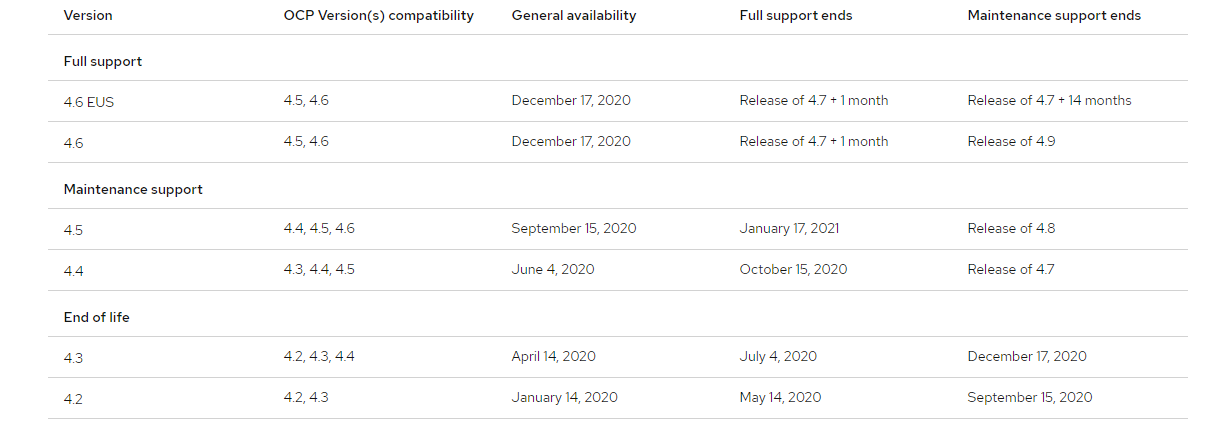 Version OCP Version(s) compatibility General availability Full support ends Maintenance support ends
Full support
4.6 EUS 4.5, 4.6 December 17, 2020 Release of 4.7 + 1 month Release of 4.7 + 14 months
4.6 4.5, 4.6 December 17, 2020 Release of 4.7 + 1 month Release of 4.9
Maintenance support
4.5 4.4, 4.5, 4.6 September 15, 2020 January 17, 2021 Release of 4.8
4.4 4.3, 4.4, 4.5 June 4, 2020 October 15, 2020 Release of 4.7
End of life
4.3 4.2, 4.3, 4.4 April 14, 2020 July 4, 2020 December 17, 2020
4.2 4.2, 4.3 January 14, 2020 May 14, 2020 September 15, 2020